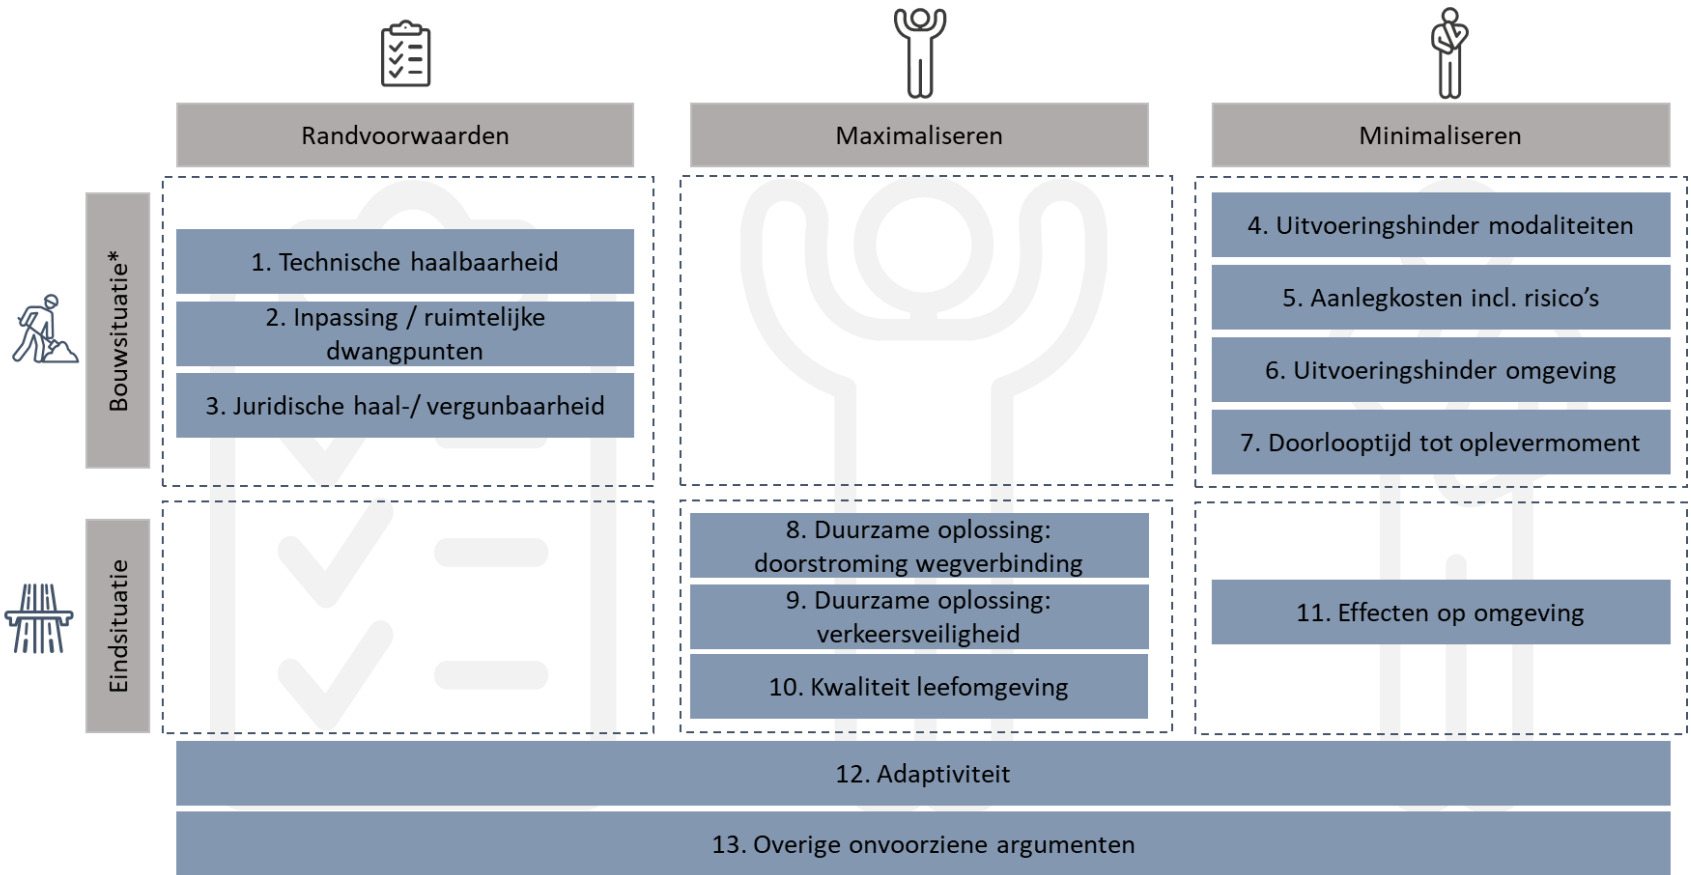 Randvoorwaarden
Maximaliseren
Minimaliseren
Bouwsituatie*
1. Technische haalbaarheid
2. Inpassing / ruimtelijke
dwangpunten
3. Juridische haal-/ vergunbaarheid
4. Uitvoeringshinder modaliteiten
5. Aanlegkosten incl. risico’s
6. Uitvoeringshinder omgeving
7. Doorlooptijd tot oplevermoment
Eindsituatie
8. Duurzame oplossing:
doorstroming wegverbinding
9. Duurzame oplossing:
verkeersveiligheid
10. Kwaliteit leefomgeving
11. Effecten op omgeving
12. Adaptiviteit
13. Overige onvoorziene argumenten